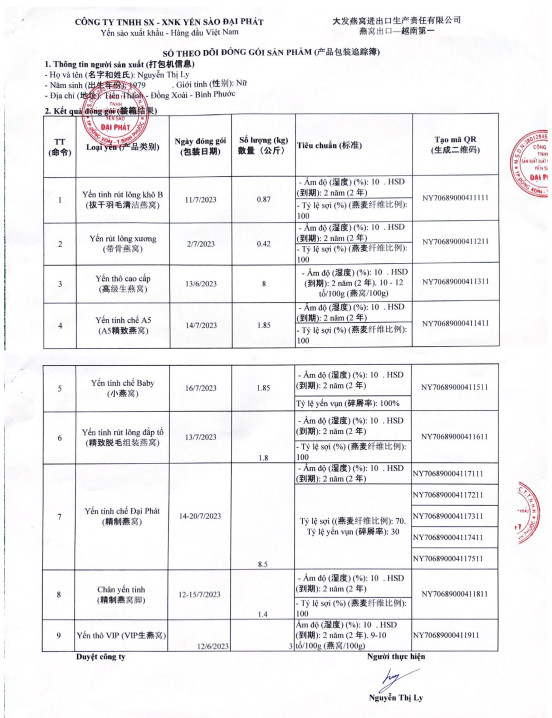 CÔNG TY TNHH SX - XNK YẾN SÀO ĐẠI PHÁT
大发燕窝进出口生产责任有限公司
Yến sào xuất khẩu - Hàng đầu Việt Nam
燕窝出口—越南第一
SỔ THEO DÕI ĐÓNG GÓI SẢN PHẨM (产品包装追踪簿)
1. Thông tin người sản xuất (打包机信息)
- Họ và tên (名字和姓氏): Nguyễn Thị Ly
- Năm sinh (出生年份): 1979 . Giới tính (性别): Nữ
- Địa chỉ (地址): Tiến Thành - Đồng Xoài - Bình Phước
2. Kết quả đóng gói (装箱结果)
TT (命令)
Loại yến (产品类别)
Ngày đóng gói (包装日期)
Số lượng (kg) 数量（公斤）
Tiêu chuẩn (标准)
Tạo mã QR (生成二维码)
1
Yến tinh rút lông khô B (拔干羽毛清洁燕窝)
11/7/2023
0.87
- Ẩm độ (湿度) (%): 10 . HSD (到期): 2 năm (2 年)
- Tỷ lệ sợi (%) (燕麦纤维比例): 100
NY70689000411111
2
Yến rút lông xương (带骨燕窝)
2/7/2023
0.42
- Ẩm độ (湿度) (%): 10 . HSD (到期): 2 năm (2 年)
- Tỷ lệ sợi (%) (燕麦纤维比例): 100
NY70689000411211
3
Yến thô cao cấp (高级生燕窝)
13/6/2023
8
- Ẩm độ (湿度) (%): 10 . HSD (到期): 2 năm (2 年). 10 - 12 tổ/100g (燕窝/100g)
NY70689000411311
4
Yến tinh chế A5 (A5精致燕窝)
14/7/2023
1.85
- Ẩm độ (湿度) (%): 10 . HSD (到期): 2 năm (2 年)
- Tỷ lệ sợi (%) (燕麦纤维比例): 100
NY70689000411411
5
Yến tinh chế Baby (小燕窝)
16/7/2023
1.85
- Ẩm độ (湿度) (%): 10 . HSD (到期): 2 năm (2 年)
Tỷ lệ yến vụn (碎屑率): 100%
NY70689000411511
6
Yến tinh rút lông đắp tổ (精致脱毛组装燕窝)
13/7/2023
1.8
- Ẩm độ (湿度) (%): 10 . HSD (到期): 2 năm (2 年)
- Tỷ lệ sợi (%) (燕麦纤维比例): 100
NY70689000411611
7
Yến tinh chế Đại Phát (精制燕窝)
14-20/7/2023
8.5
- Ẩm độ (湿度) (%): 10 . HSD (到期): 2 năm (2 年)
Tỷ lệ sợi ((燕麦纤维比例): 70. Tỷ lệ yến vụn (碎屑率): 30
NY706890004117111
NY706890004117211
NY706890004117311
NY706890004117411
NY706890004117511
8
Chân yến tinh (精制燕窝脚)
12-15/7/2023
1.4
- Ẩm độ (湿度) (%): 10 . HSD (到期): 2 năm (2 年)
- Tỷ lệ sợi (%) (燕麦纤维比例): 100
NY70689000411811
9
Yến thô VIP (VIP生燕窝)
12/6/2023
3
Ẩm độ (湿度) (%): 10 . HSD (到期): 2 năm (2 年). 9-10 tổ/100g (燕窝/100g)
NY70689000411911
Duyệt công ty
Người thực hiện
Nguyễn Thị Ly
TNHH
YẾN SÀO
ĐẠI PHÁT